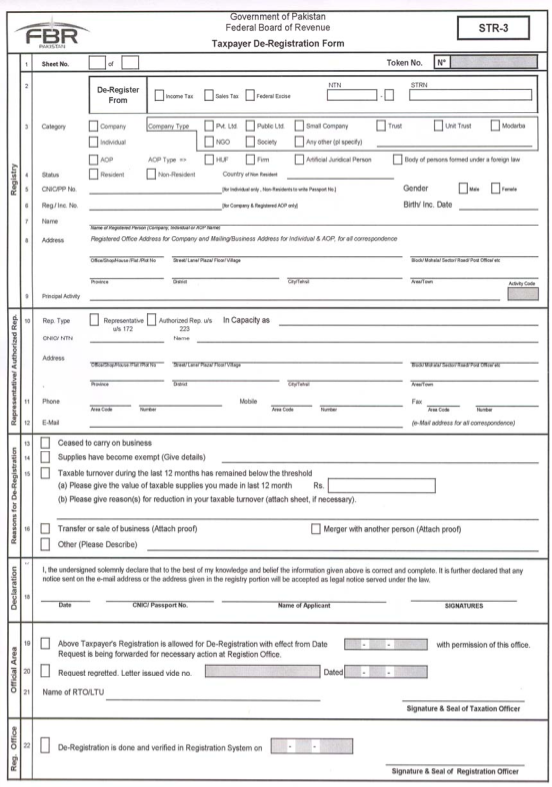 Government of Pakistan
Federal Board of Revenue
Taxpayer De-Registration Form
FBR
PAKISTAN
STR-3
1 Sheet No. of Token No. N°
2 De-Register From Income Tax Sales Tax Federal Excise NTN - STRN
3 Category Company Company Type Pvt. Ltd. Public Ltd. Small Company Trust Unit Trust Modarba
Individual NGO Society Any other (pl specify)
AOP AOP Type => HUF Firm Artificial Juridical Person Body of persons formed under a foreign law
4 Status Resident Non-Resident Country of Non Resident
5 CNIC/PP No. [for Individual only, Non-Residents to write Passport No.] Gender Male Female
6 Reg./ Inc. No. [for Company & Registered AOP only] Birth/ Inc. Date
7 Name
Name of Registered Person (Company, Individual or AOP Name)
8 Address Registered Office Address for Company and Mailing/Business Address for Individual & AOP, for all correspondence
Office/Shop/House /Flat /Plot No Street/ Lane/ Plaza/ Floor/ Village Block/ Mohala/ Sector/ Road/ Post Office/ etc
Province District City/Tehsil Area/Town Activity Code
9 Principal Activity
Registry
10 Rep. Type Representative u/s 172 Authorized Rep. u/s 223 In Capacity as
CNIC/ NTN Name
Address
Office/Shop/House /Flat /Plot No Street/ Lane/ Plaza/ Floor/ Village Block/ Mohala/ Sector/ Road/ Post Office/ etc
Province District City/Tehsil Area/Town
11 Phone Mobile Fax
Area Code Number Area Code Number Area Code Number
12 E-Mail (e-Mail address for all correspondence)
Representative/ Authorized Rep.
13 Ceased to carry on business
14 Supplies have become exempt (Give details)
15 Taxable turnover during the last 12 months has remained below the threshold
(a) Please give the value of taxable supplies you made in last 12 month Rs.
(b) Please give reason(s) for reduction in your taxable turnover (attach sheet, if necessary).
16 Transfer or sale of business (Attach proof) Merger with another person (Attach proof)
Other (Please Describe)
Reasons for De-Registration
I, the undersigned solemnly declare that to the best of my knowledge and belief the information given above is correct and complete. It is further declared that any
notice sent on the e-mail address or the address given in the registry portion will be accepted as legal notice served under the law.
18
Date CNIC/ Passport No. Name of Applicant SIGNATURES
Declaration
19 Above Taxpayer's Registration is allowed for De-Registration with effect from Date - - with permission of this office.
Request is being forwarded for necessary action at Registion Office.
20 Request regretted. Letter issued vide no. Dated - -
21 Name of RTO/LTU
Signature & Seal of Taxation Officer
Official Area
22 De-Registration is done and verified in Registration System on - -
Signature & Seal of Registration Officer
Reg. Office